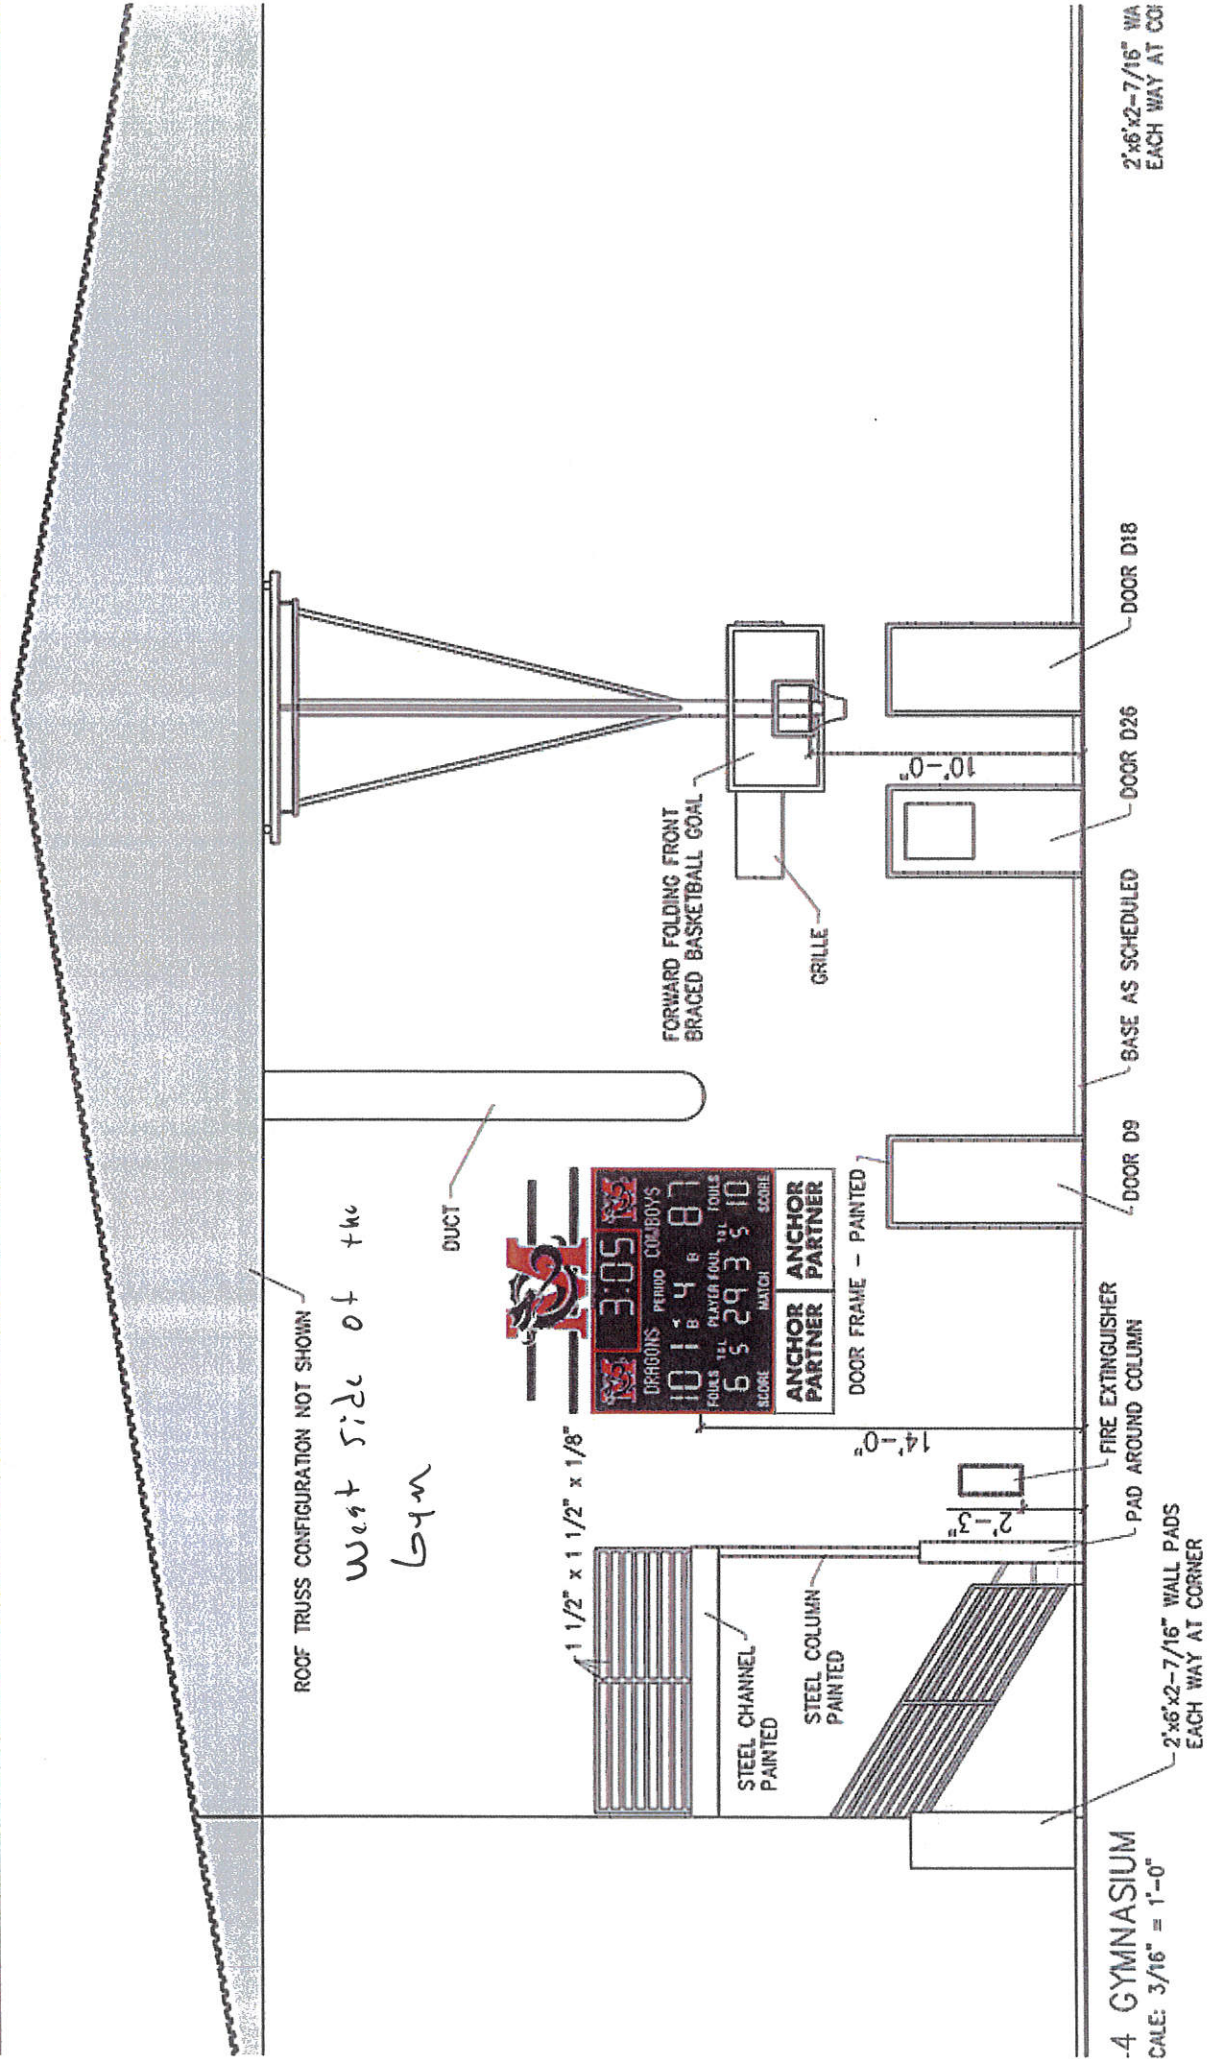 ROOF TRUSS CONFIGURATION NOT SHOWN
West side of the
Gym
DUCT
1 1/2" x 1 1/2" x 1/8"
DRAGONS
3:05
PERIOD
COWBOYS
101
B
4
B
87
FOULS
T.O.L
PLAYER FOUL
T.O.L
FOULS
6
5
29 3
5
10
SCORE
MATCH
SCORE
ANCHOR
PARTNER
ANCHOR
PARTNER
FORWARD FOLDING FRONT
BRACED BASKETBALL GOAL
GRILLE
STEEL CHANNEL
PAINTED
STEEL COLUMN
PAINTED
DOOR FRAME - PAINTED
14'-0"
2'-3"
10'-0"
FIRE EXTINGUISHER
PAD AROUND COLUMN
DOOR D9
BASE AS SCHEDULED
DOOR D26
DOOR D18
2'x6'x2-7/16" WALL PADS
EACH WAY AT CORNER
2'x6'x2-7/16" WA
EACH WAY AT CO
-4 GYMNASIUM
CALE: 3/16" = 1'-0"